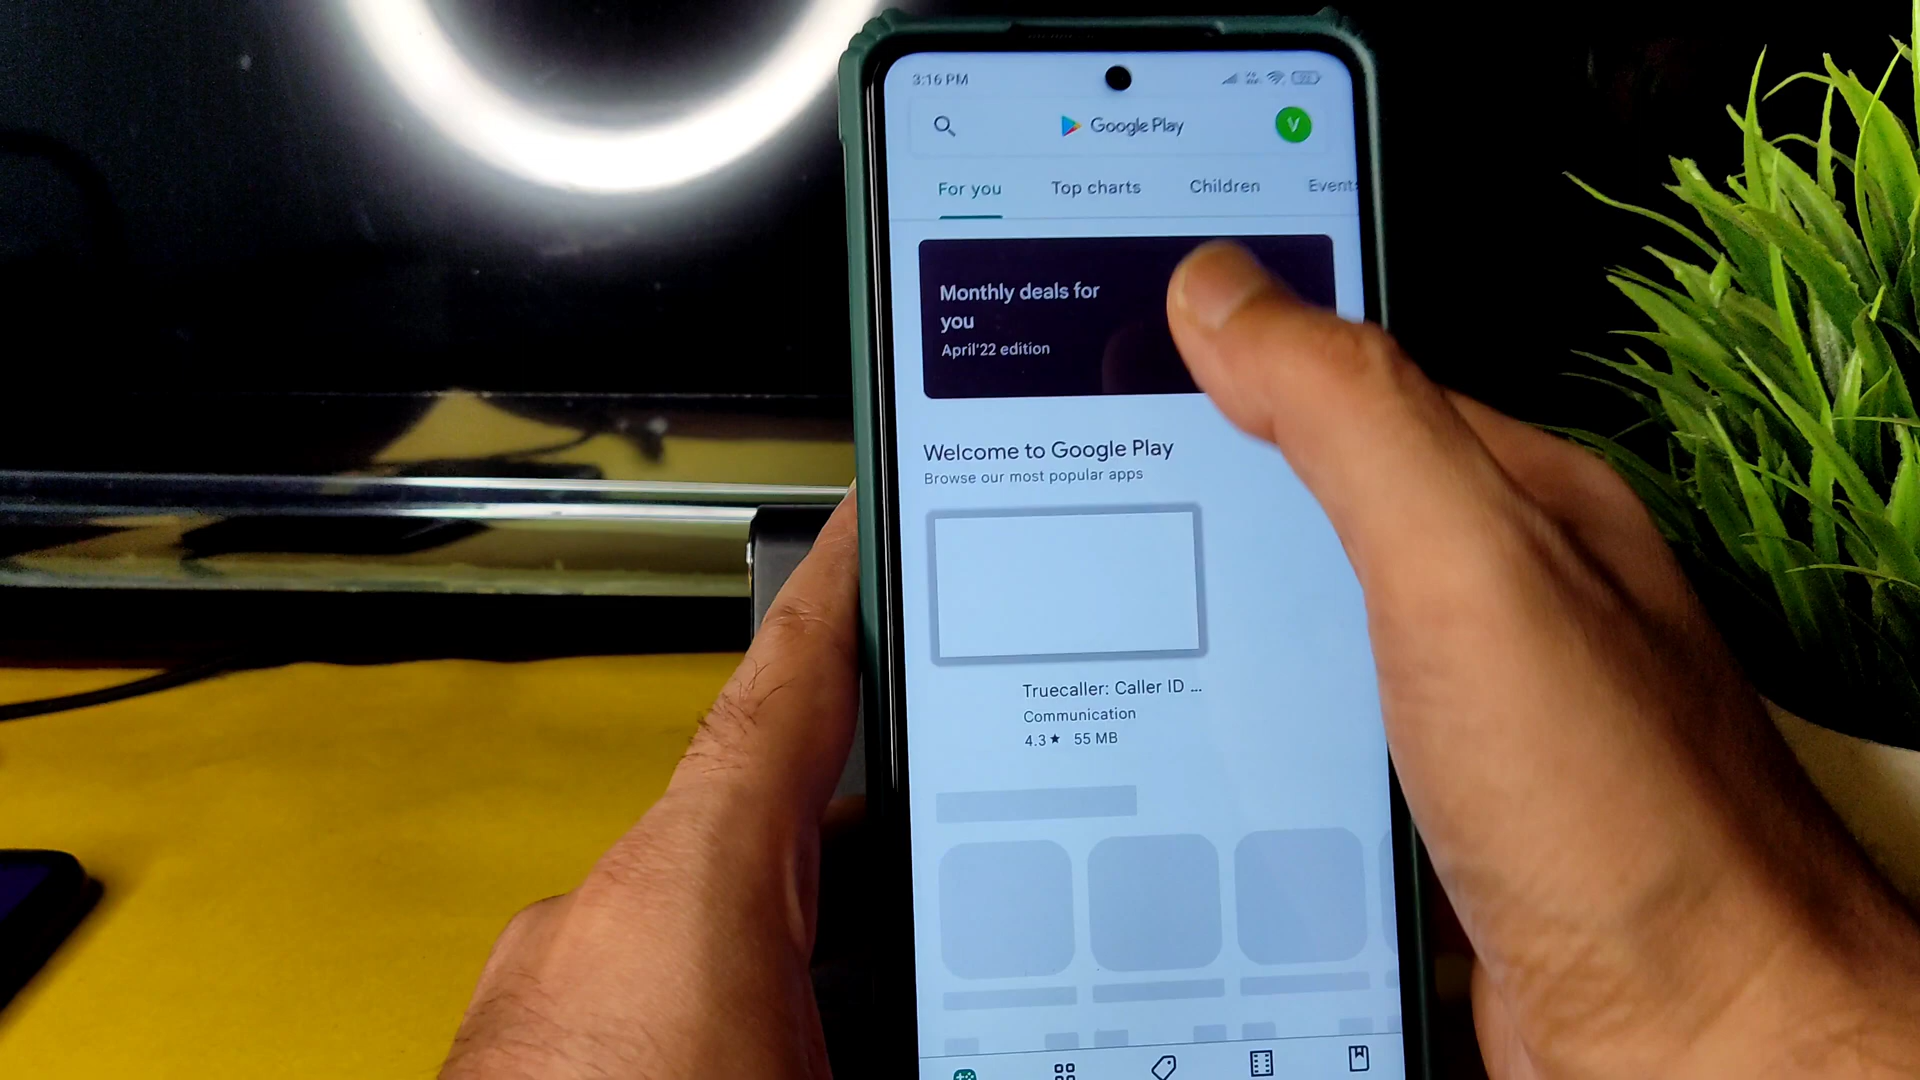 3:16 PM
Google Play
V
For you
Top charts
Children
Monthly deals for
you
April'22 edition
Welcome to Google Play
Browse our most popular apps
Truecaller: Caller ID ...
Communication
4.3★ 55 MB